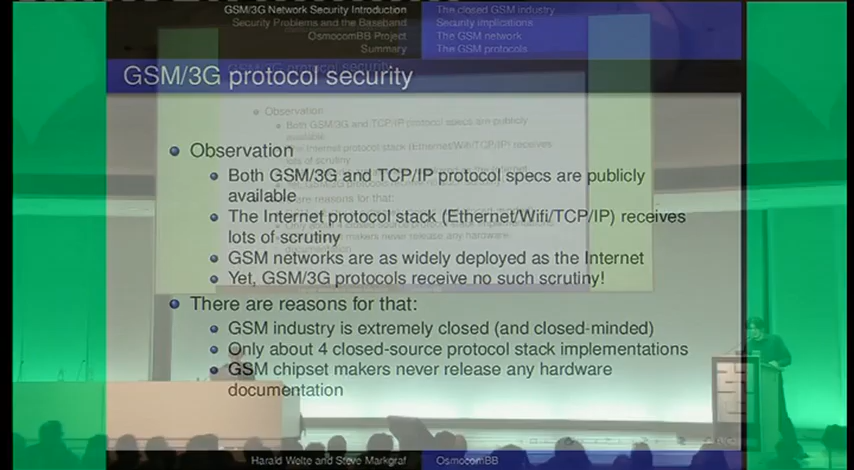 GSM/3G Network Security Introduction
Security Problems and the Baseband
OsmocomBB Project
Summary
The closed GSM industry
Security implications
The GSM network
The GSM protocols
GSM/3G protocol security
Observation
Both GSM/3G and TCP/IP protocol specs are publicly
available
The Internet protocol stack (Ethernet/Wifi/TCP/IP) receives
lots of scrutiny
GSM networks are as widely deployed as the Internet
Yet, GSM/3G protocols receive no such scrutiny!
There are reasons for that:
GSM industry is extremely closed (and closed-minded)
Only about 4 closed-source protocol stack implementations
GSM chipset makers never release any hardware
documentation
Harald Welte and Steve Markgraf
OsmocomBB